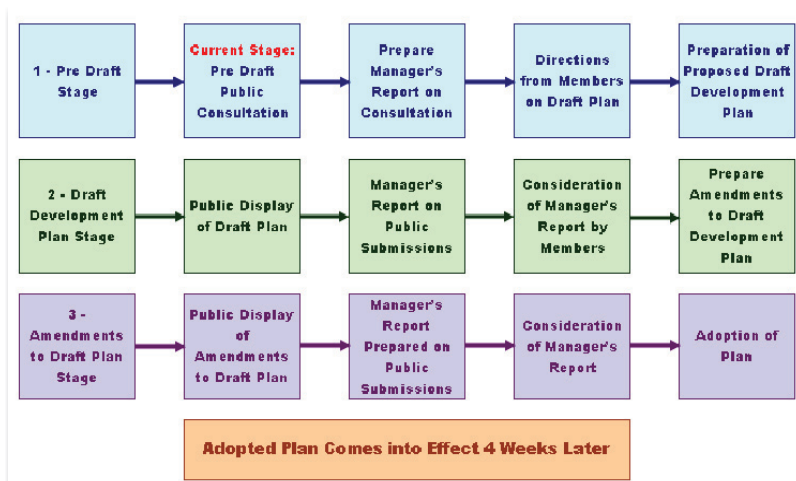 1 - Pre Draft
Stage
Current Stage:
Pre Draft
Public
Consultation
Prepare
Manager's
Report on
Consultation
Directions
from Members
on Draft Plan
Preparation of
Proposed Draft
Development
Plan
2 - Draft
Development
Plan Stage
Public Display
of Draft Plan
Manager's
Report on
Public
Submissions
Consideration
of Manager's
Report by
Members
Prepare
Amendments
to Draft
Development
Plan
3 -
Amendments
to Draft Plan
Stage
Public Display
of
Amendments
to Draft Plan
Manager's
Report
Prepared on
Public
Submissions
Consideration
of Manager's
Report
Adoption of
Plan
Adopted Plan Comes into Effect 4 Weeks Later